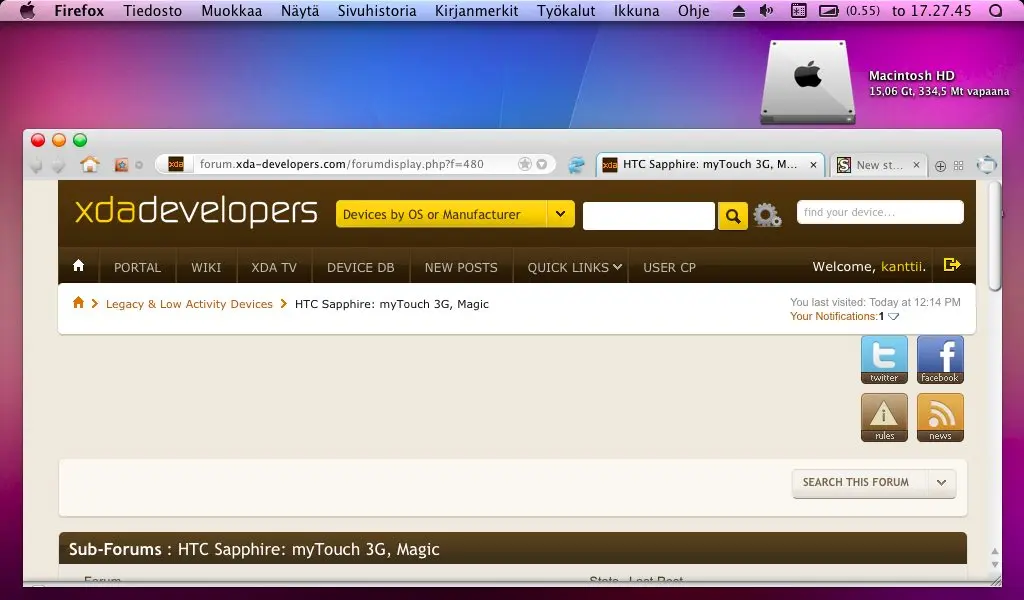 Firefox Tiedosto Muokkaa Näytä Sivuhistoria Kirjanmerkit Työkalut Ikkuna Ohje (0.55) to 17.27.45
Macintosh HD
15,06 Gt, 334,5 Mt vapaana
xda forum.xda-developers.com/forumdisplay.php?f=480 xda HTC Sapphire: myTouch 3G, M... × S New st... ×
xdadevelopers Devices by OS or Manufacturer find your device...
PORTAL WIKI XDA TV DEVICE DB NEW POSTS QUICK LINKS USER CP Welcome, kanttii.
Legacy & Low Activity Devices HTC Sapphire: myTouch 3G, Magic You last visited: Today at 12:14 PM
Your Notifications:1
twitter facebook
rules news
SEARCH THIS FORUM
Sub-Forums : HTC Sapphire: myTouch 3G, Magic
Forum Stats Last Post